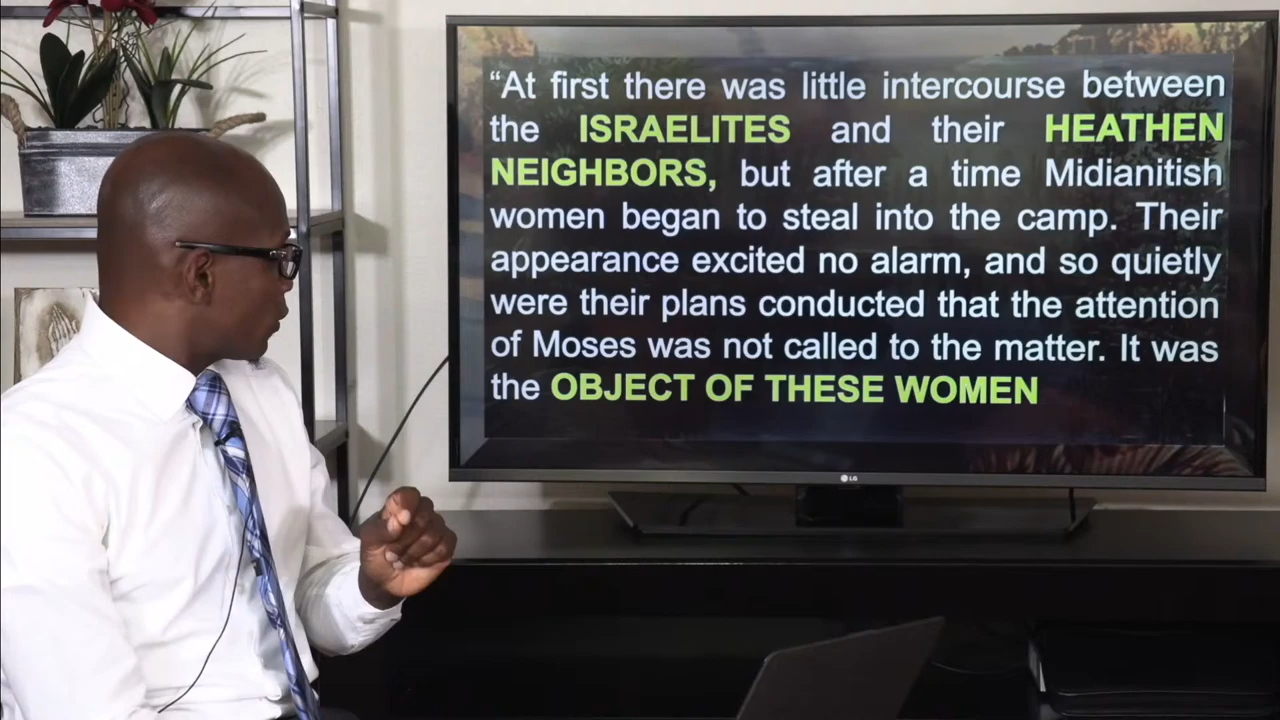 “At first there was little intercourse between
the ISRAELITES and their HEATHEN
NEIGHBORS, but after a time Midianitish
women began to steal into the camp. Their
appearance excited no alarm, and so quietly
were their plans conducted that the attention
of Moses was not called to the matter. It was
the OBJECT OF THESE WOMEN
LG